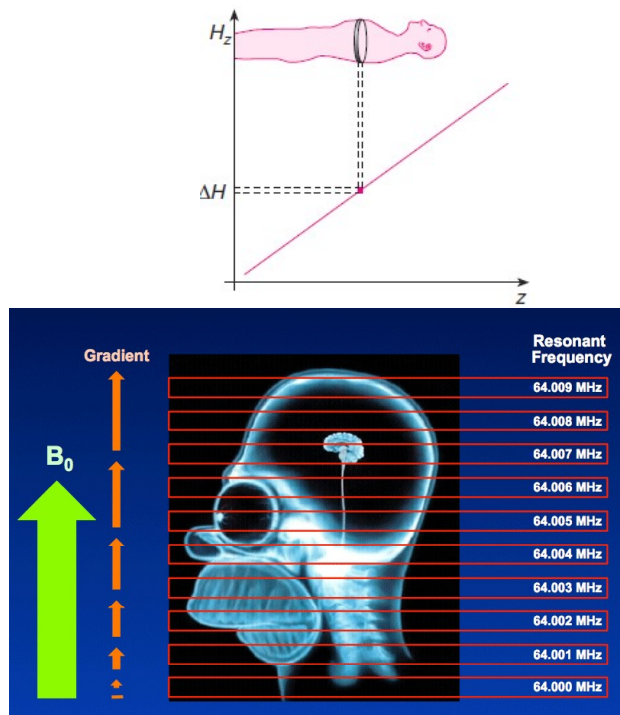 H_z
ΔH
z
Resonant
Frequency
Gradient
64.009 MHz
64.008 MHz
B₀
64.007 MHz
64.006 MHz
64.005 MHz
64.004 MHz
64.003 MHz
64.002 MHz
64.001 MHz
64.000 MHz